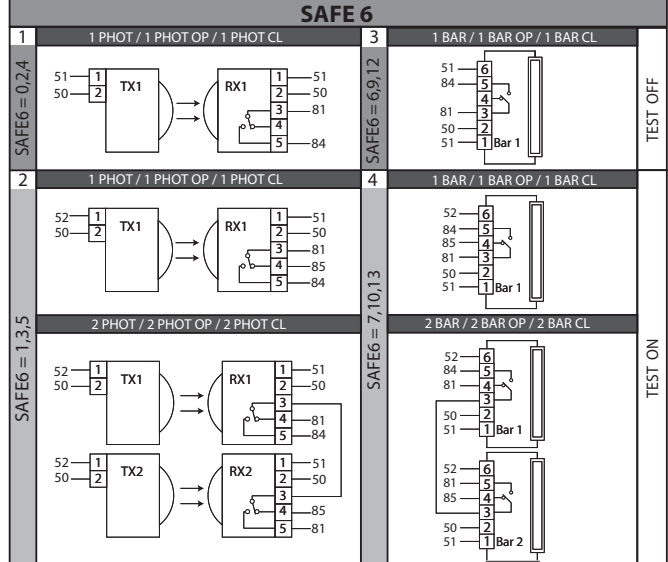 SAFE 6
1
1 PHOT / 1 PHOT OP / 1 PHOT CL
SAFE6 = 0,2,4
51 1
50 2
TX1
RX1
1 51
2 50
3 81
4
5 84
3
1 BAR / 1 BAR OP / 1 BAR CL
SAFE6 = 6,9,12
51 6
84 5
4
81 3
50 2
51 1 Bar 1
TEST OFF
2
1 PHOT / 1 PHOT OP / 1 PHOT CL
SAFE6 = 1,3,5
52 1
50 2
TX1
RX1
1 51
2 50
3 81
4 85
5 84
2 PHOT / 2 PHOT OP / 2 PHOT CL
52 1
50 2
TX1
RX1
1 51
2 50
3
4 81
5 84
52 1
50 2
TX2
RX2
1 51
2 50
3
4 85
5 81
4
1 BAR / 1 BAR OP / 1 BAR CL
SAFE6 = 7,10,13
52 6
84 5
85 4
81 3
50 2
51 1 Bar 1
2 BAR / 2 BAR OP / 2 BAR CL
52 6
84 5
81 4
3
50 2
51 1 Bar 1
52 6
81 5
85 4
3
50 2
51 1 Bar 2
TEST ON